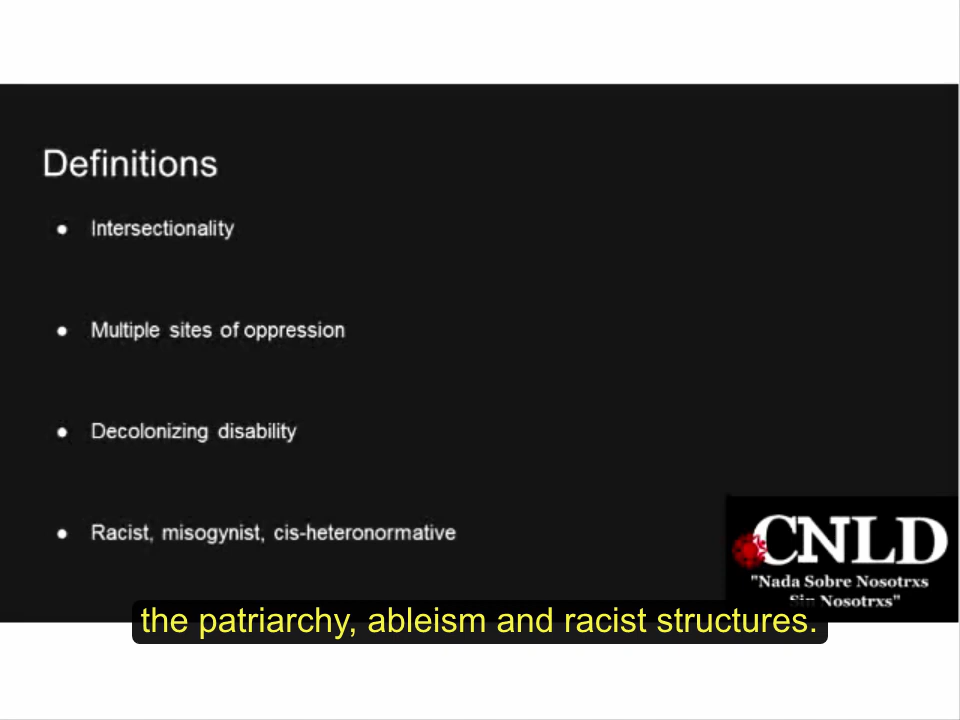 Definitions
● Intersectionality
● Multiple sites of oppression
● Decolonizing disability
● Racist, misogynist, cis-heteronormative
CNLD
"Nada Sobre Nosotrxs
Sin Nosotrxs"
the patriarchy, ableism and racist structures.